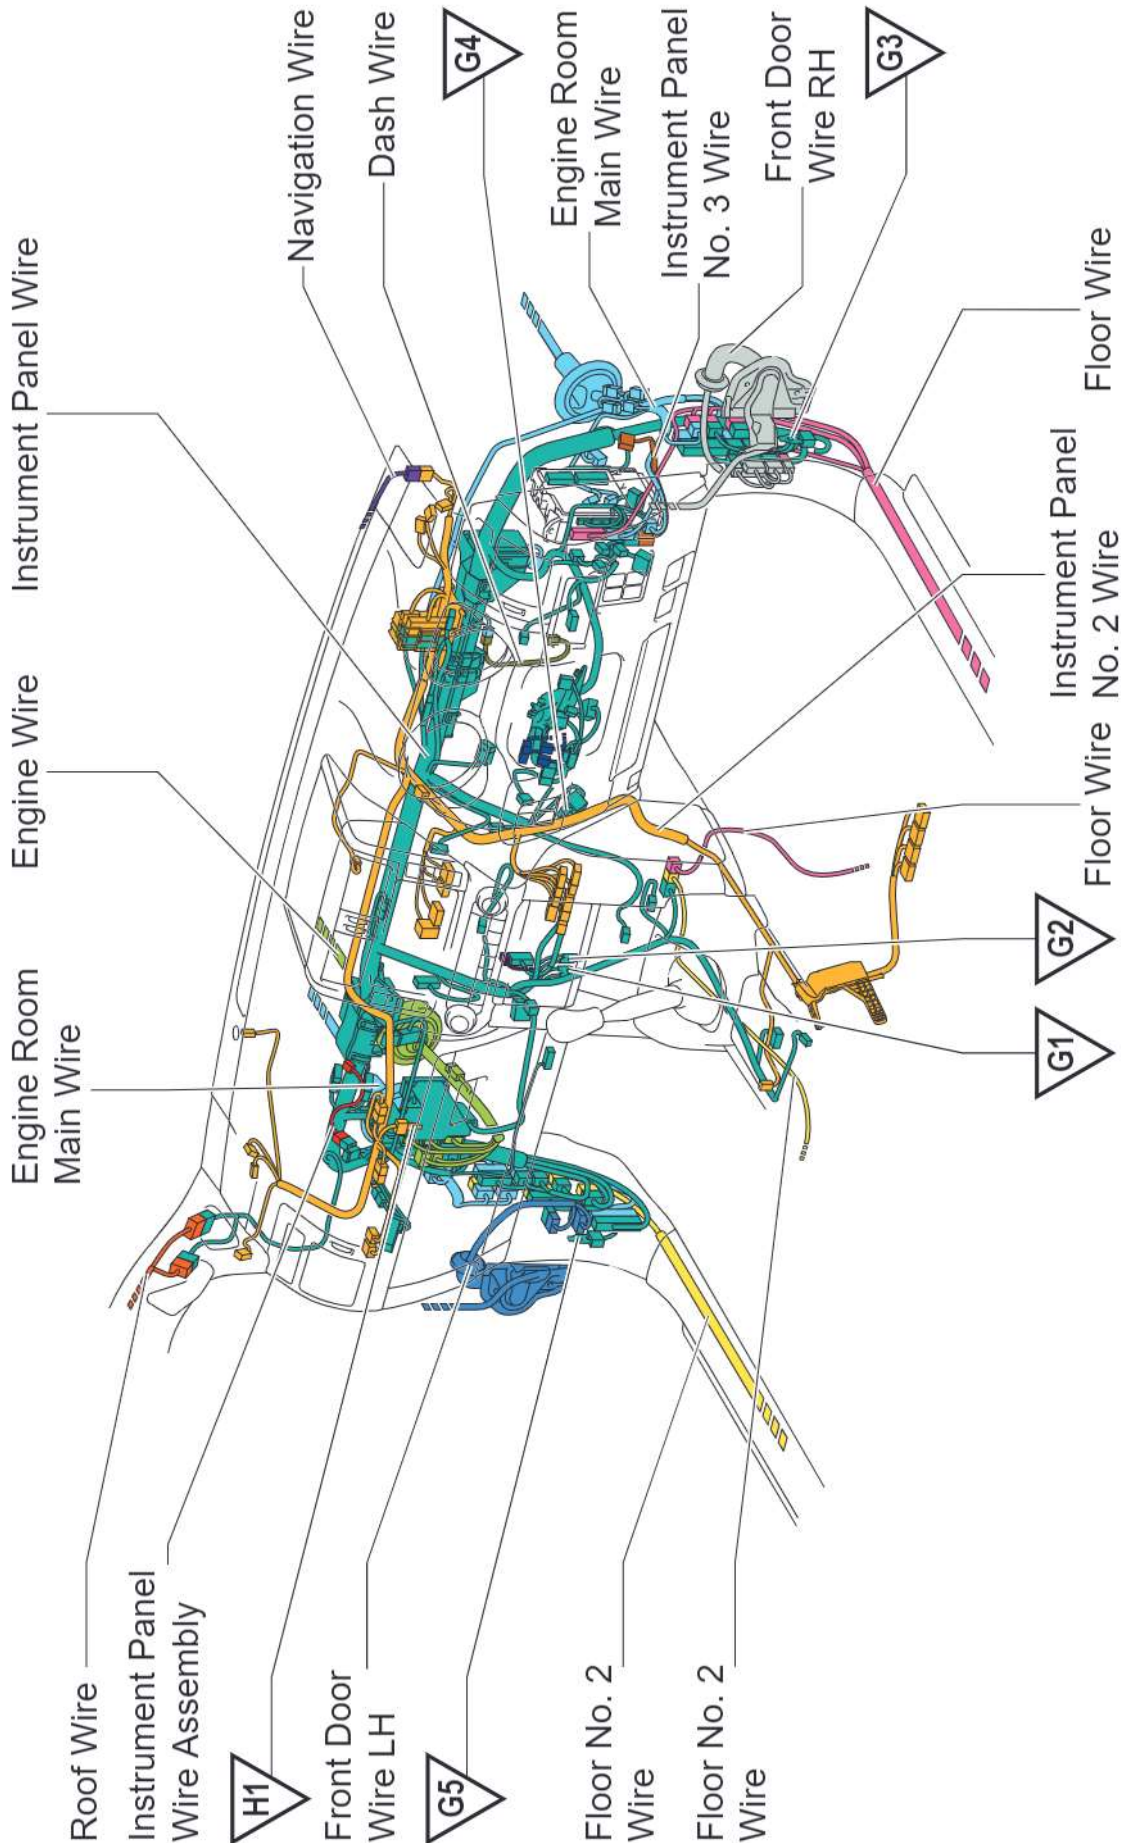 Roof Wire
Instrument Panel
Wire Assembly
H1
Front Door
Wire LH
G5
Floor No. 2
Wire
Floor No. 2
Wire
Engine Room
Main Wire
Engine Wire
Instrument Panel Wire
Navigation Wire
Dash Wire
G4
Engine Room
Main Wire
Instrument Panel
No. 3 Wire
Front Door
Wire RH
G3
G1
G2
Floor Wire
Instrument Panel
No. 2 Wire
Floor Wire